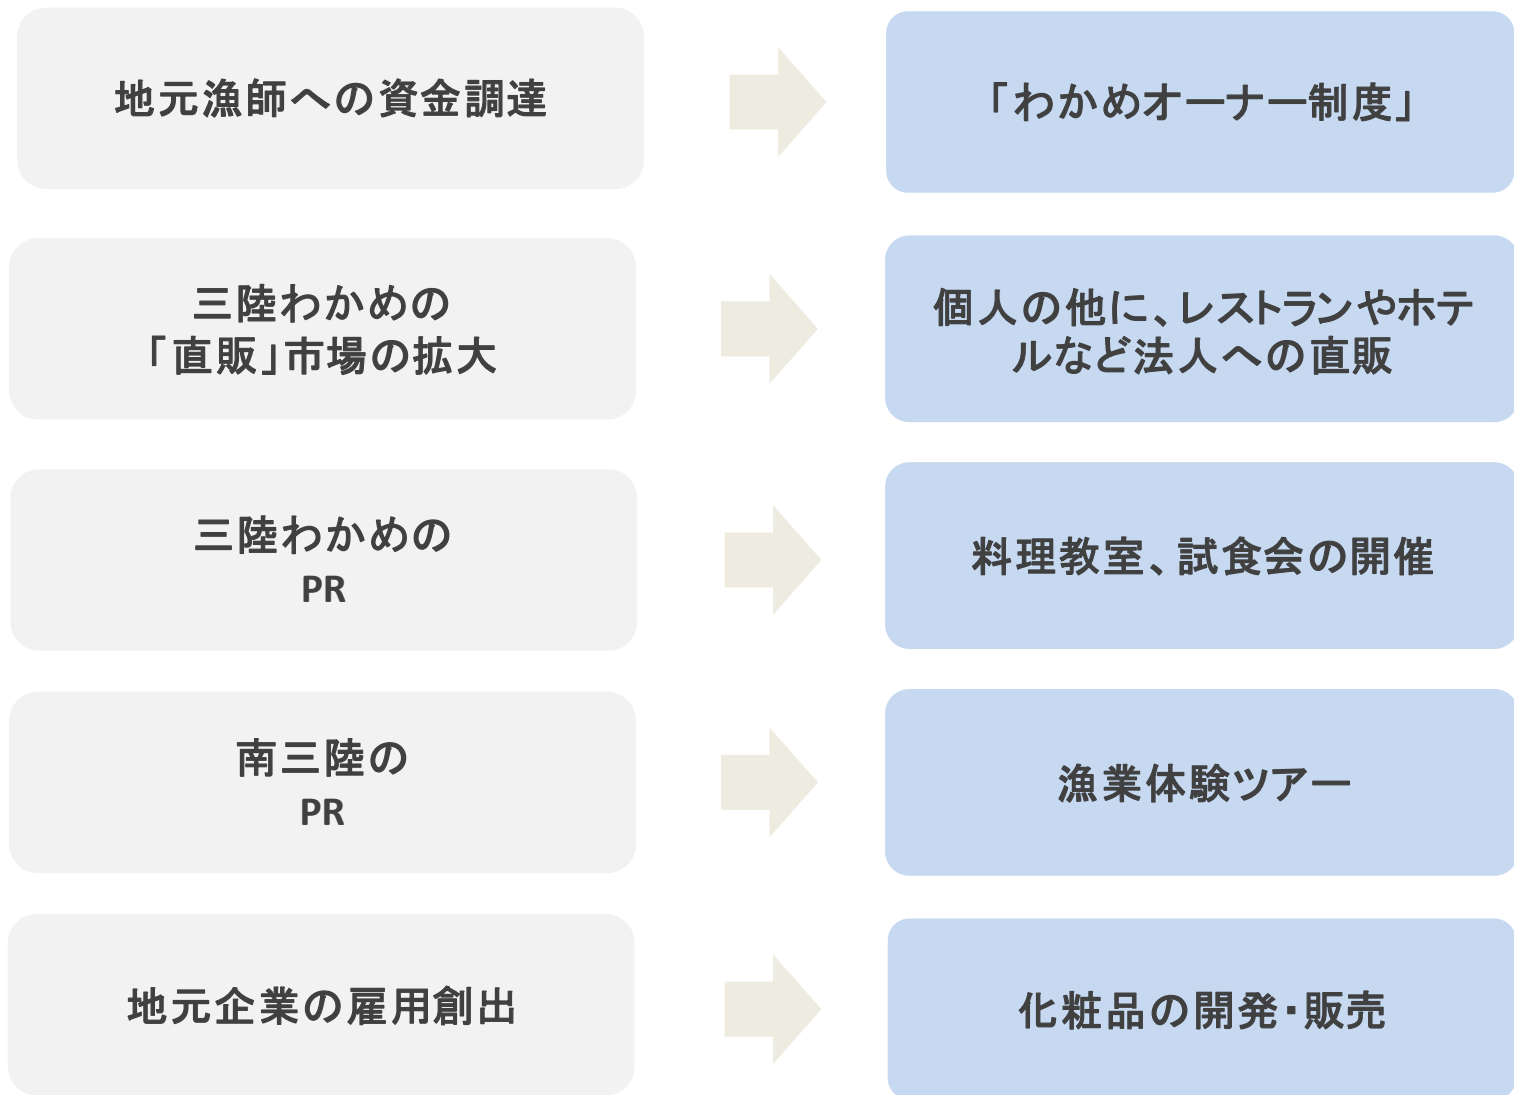 地元漁師への資金調達
「わかめオーナー制度」
三陸わかめの
「直販」市場の拡大
個人の他に、レストランやホテ
ルなど法人への直販
三陸わかめの
PR
料理教室、試食会の開催
南三陸の
PR
漁業体験ツアー
地元企業の雇用創出
化粧品の開発・販売